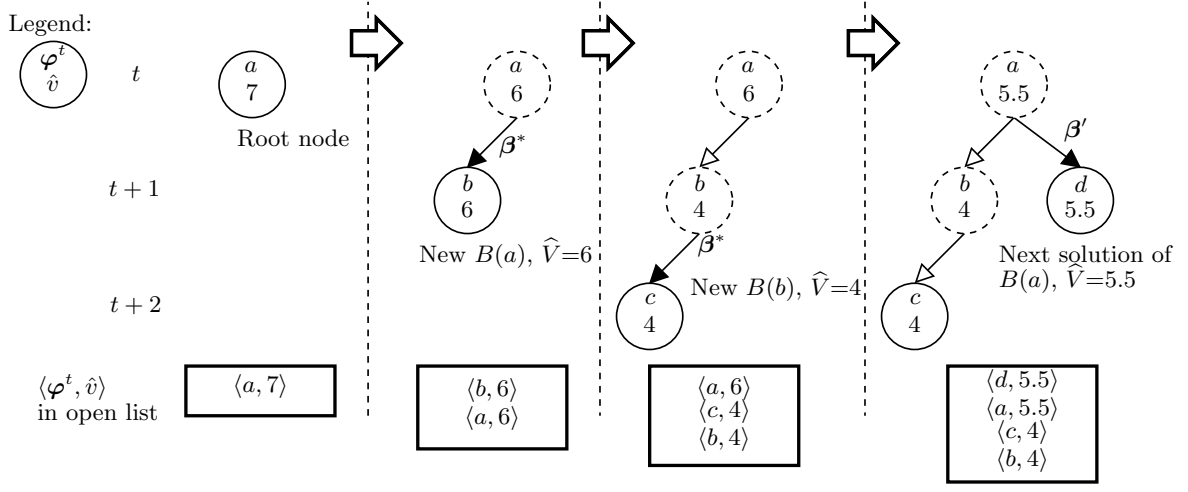 Legend:
φᵗ
v̂
t
a
7
Root node
a
6
β*
b
6
New B(a), V̂=6
a
6
b
4
β*
New B(b), V̂=4
c
4
a
5.5
β′
b
4
d
5.5
Next solution of
B(a), V̂=5.5
c
4
t + 1
t + 2
⟨φᵗ, v̂⟩
in open list
⟨a, 7⟩
⟨b, 6⟩
⟨a, 6⟩
⟨a, 6⟩
⟨c, 4⟩
⟨b, 4⟩
⟨d, 5.5⟩
⟨a, 5.5⟩
⟨c, 4⟩
⟨b, 4⟩